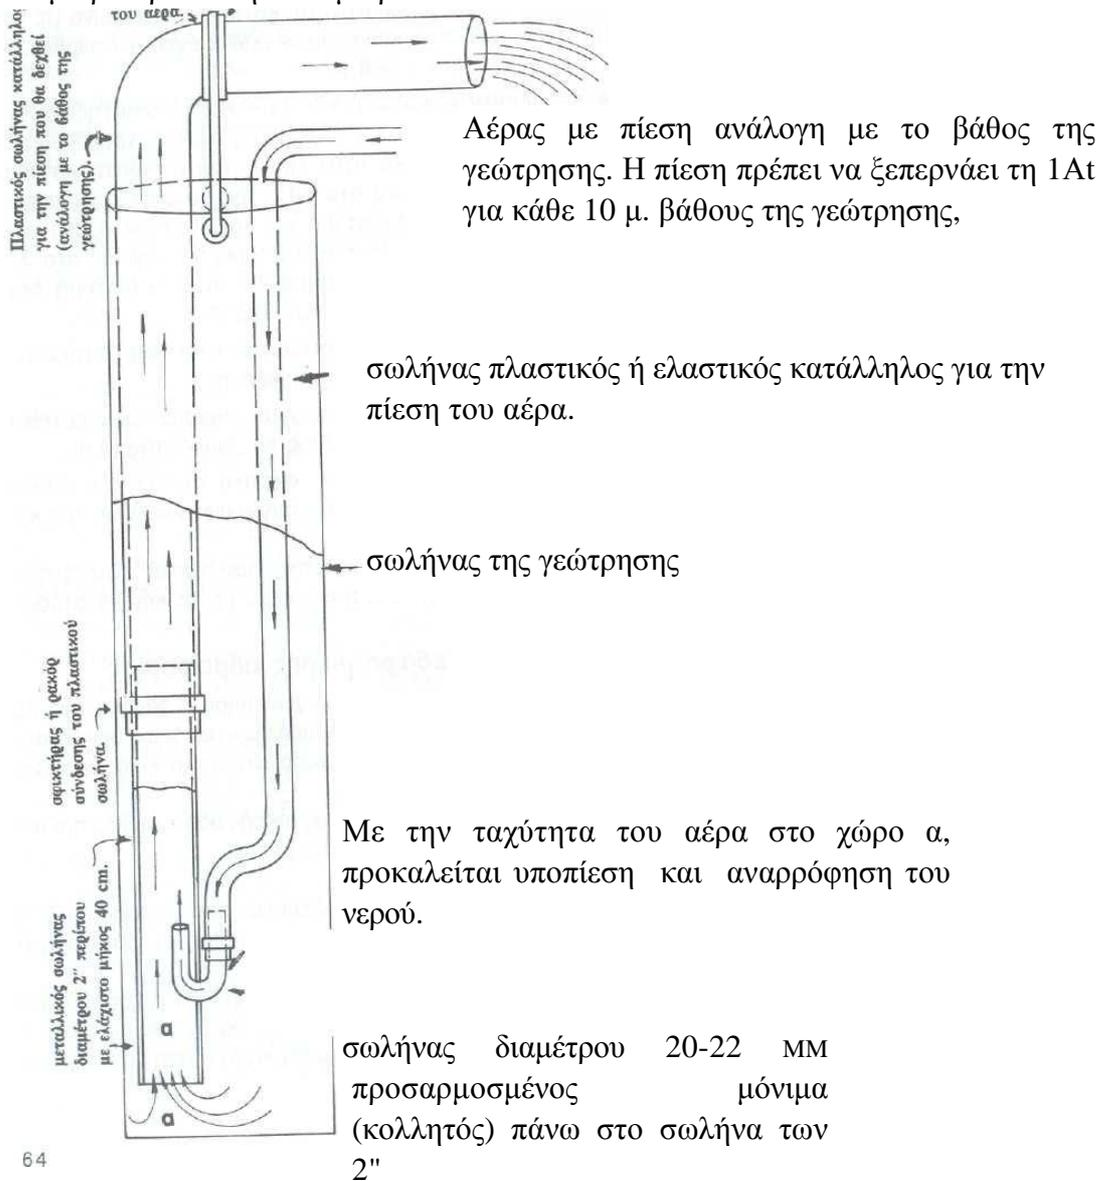 του αέρα
Πλαστικός σωλήνας κατάλληλος
για την πίεση που θα δεχθεί
(ανάλογη με το βάθος της
γεώτρησης).
Αέρας με πίεση ανάλογη με το βάθος της
γεώτρησης. Η πίεση πρέπει να ξεπερνάει τη 1At
για κάθε 10 μ. βάθους της γεώτρησης,
σωλήνας πλαστικός ή ελαστικός κατάλληλος για την
πίεση του αέρα.
σωλήνας της γεώτρησης
σφικτήρας ή ρακόρ
σύνδεσης του πλαστικού
σωλήνα.
Με την ταχύτητα του αέρα στο χώρο α,
προκαλείται υποπίεση και αναρρόφηση του
νερού.
μεταλλικός σωλήνας
διαμέτρου 2" περίπου
με ελάχιστο μήκος 40 cm.
α
α
σωλήνας διαμέτρου 20-22 ΜΜ
προσαρμοσμένος μόνιμα
(κολλητός) πάνω στο σωλήνα των
2"
64